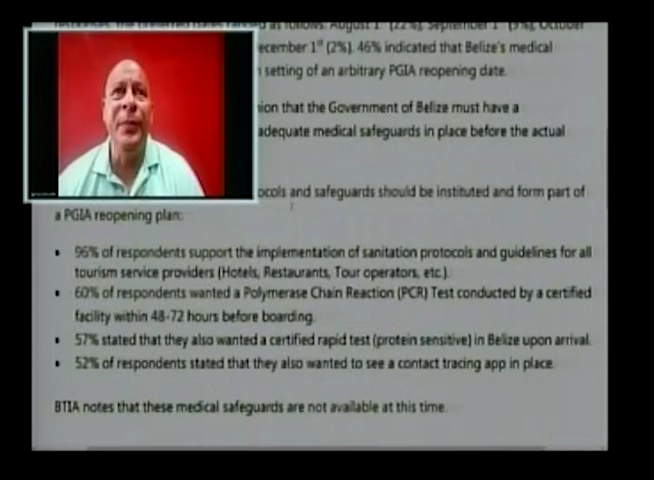 responses, the preferred dates ranged as follows: August 1st (22%), September 1st (9%), October
ecember 1st (2%). 46% indicated that Belize's medical
setting of an arbitrary PGIA reopening date.
nion that the Government of Belize must have a
adequate medical safeguards in place before the actual
ocols and safeguards should be instituted and form part of
a PGIA reopening plan:
• 96% of respondents support the implementation of sanitation protocols and guidelines for all
tourism service providers (Hotels, Restaurants, Tour operators, etc.).
• 60% of respondents wanted a Polymerase Chain Reaction (PCR) Test conducted by a certified
facility within 48-72 hours before boarding.
• 57% stated that they also wanted a certified rapid test (protein sensitive) in Belize upon arrival.
• 52% of respondents stated that they also wanted to see a contact tracing app in place.
BTIA notes that these medical safeguards are not available at this time.